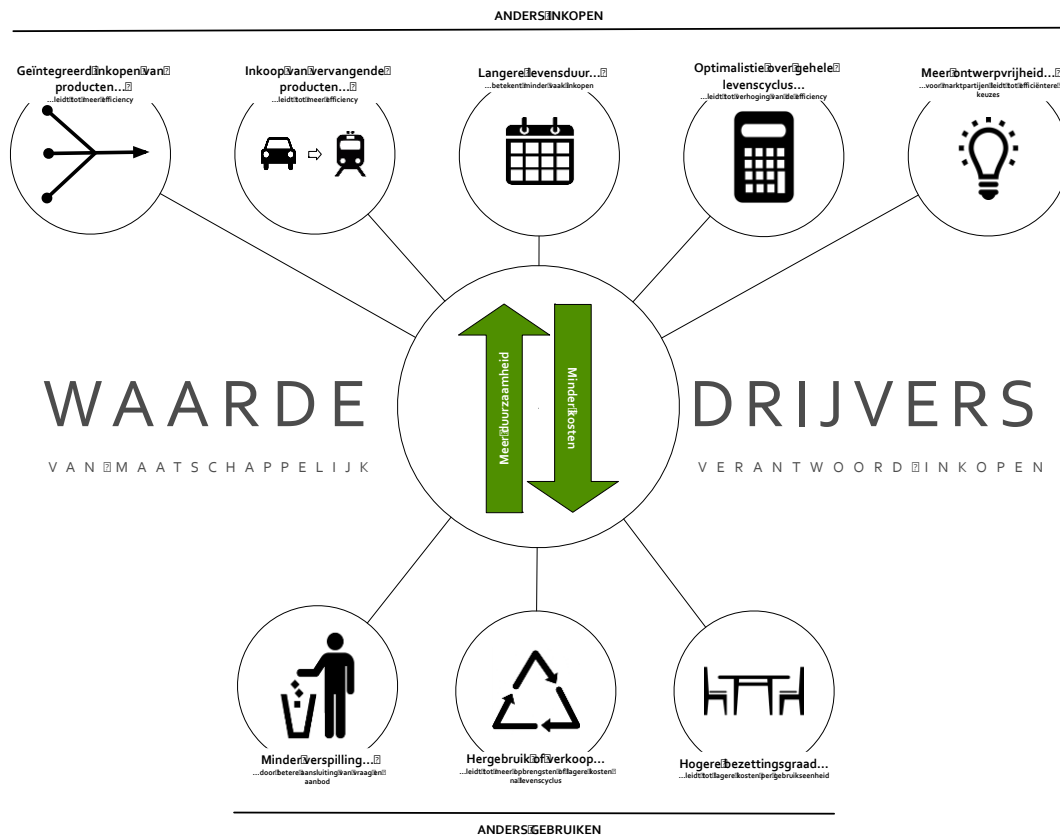 ANDERS INKOPEN
Geïntegreerd inkopen van
producten...
...leidt tot meer efficiency
Inkoop van vervangende
producten...
...leidt tot meer efficiency
Langere levensduur...
...betekent minder vaak inkopen
Optimalistie over gehele
levenscyclus...
...leidt tot verhoging van de efficiency
Meer ontwerpvrijheid...
...voor marktpartijen leidt tot efficiëntere
keuzes
Meer duurzaamheid
Minder kosten
WAARDE
DRIJVERS
VAN MAATSCHAPPELIJK
VERANTWOORD INKOPEN
Minder verspilling...
...door betere aansluiting van vraag en
aanbod
Hergebruik of verkoop...
...leidt tot meer opbrengsten of lagere kosten
na levenscyclus
Hogere bezettingsgraad...
...leidt tot lagere kosten per gebruikseenheid
ANDERS GEBRUIKEN